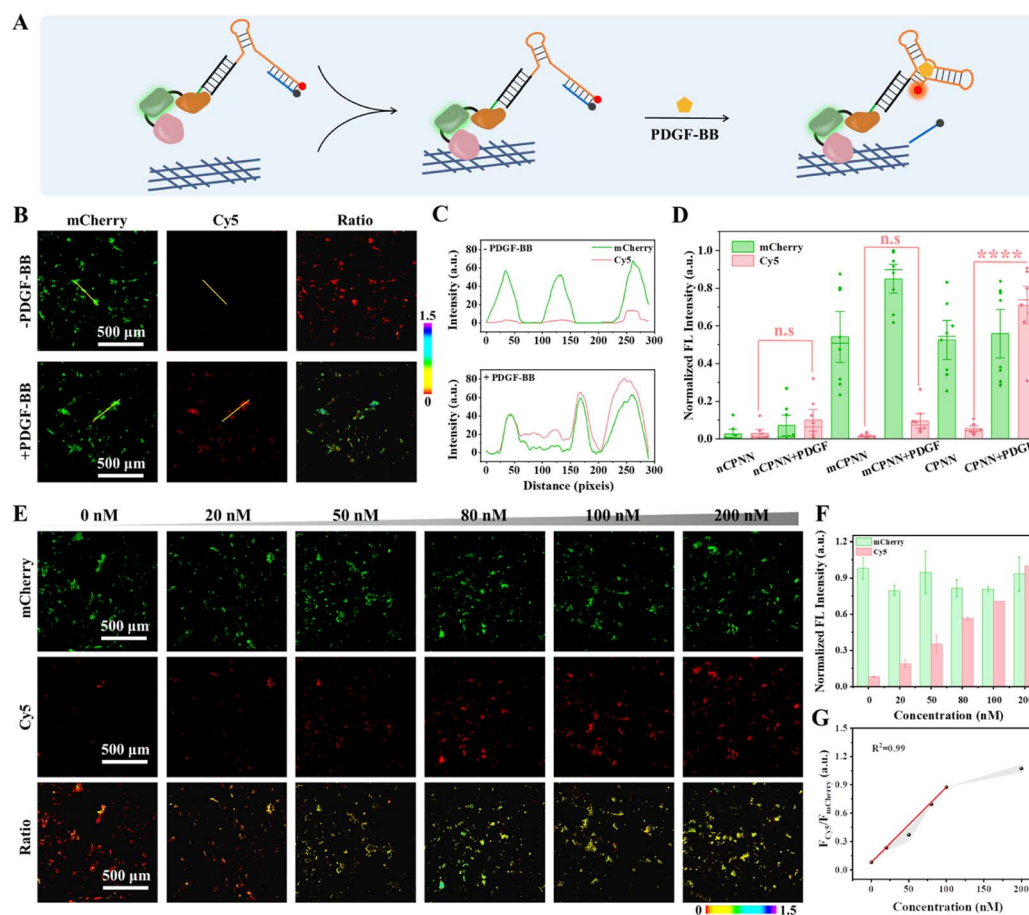 A
PDGF-BB
B
mCherry
Cy5
Ratio
-PDGF-BB
500 µm
+PDGF-BB
500 µm
1.5
0
C
- PDGF-BB
mCherry
Cy5
Intensity (a.u.)
80
60
40
20
0
0 50 100 150 200 250 300
+ PDGF-BB
Intensity (a.u.)
80
60
40
20
0
0 50 100 150 200 250 300
Distance (pixeis)
D
mCherry
Cy5
n.s
n.s
****
Normalized FL Intensity (a.u.)
1.0
0.8
0.6
0.4
0.2
0.0
nCPNN
nCPNN+PDGF
mCPNN
mCPNN+PDGF
CPNN
CPNN+PDGF
E
0 nM 20 nM 50 nM 80 nM 100 nM 200 nM
mCherry
500 µm
Cy5
500 µm
Ratio
500 µm
0 1.5
F
mCherry
Cy5
Normalized FL Intensity (a.u.)
1.2
0.9
0.6
0.3
0.0
0 20 50 80 100 200
Concentration (nM)
G
R²=0.99
F Cy5/F mCherry (a.u.)
1.5
1.2
0.9
0.6
0.3
0.0
0 50 100 150 200
Concentration (nM)